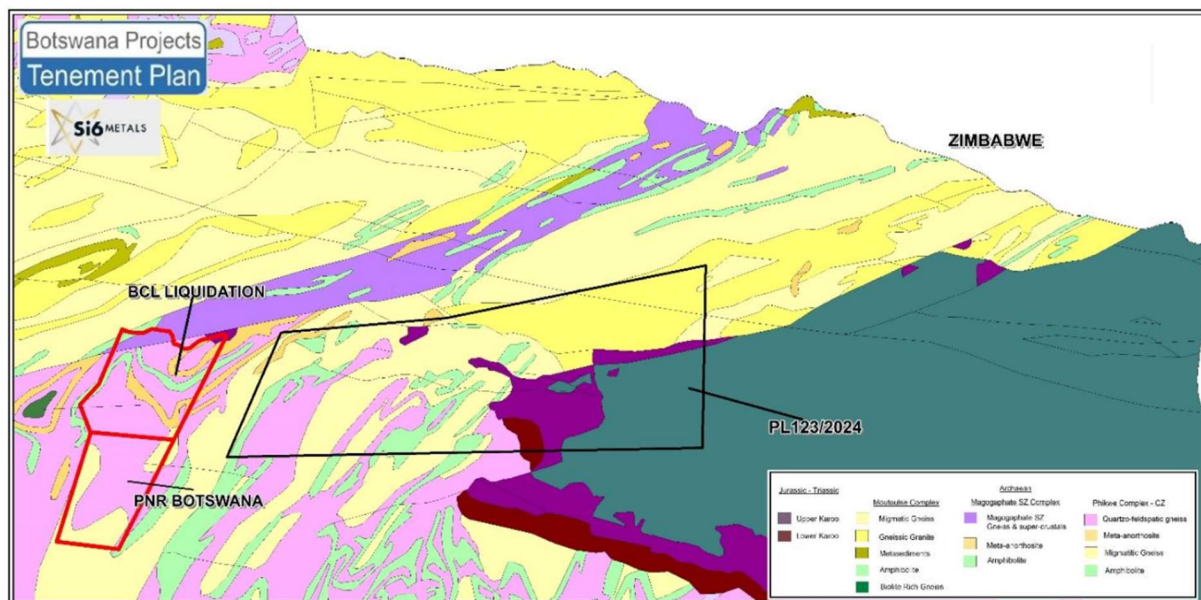 Botswana Projects
Tenement Plan
Si6 METALS
ZIMBABWE
BCL LIQUIDATION
PL123/2024
PNR BOTSWANA
Jurassic - Triassic
Upper Karoo
Lower Karoo
Archaean
Moutoulse Complex
Migmatic Gneiss
Gneissic Granite
Metasediments
Amphibolite
Biolite Rich Gneiss
Magogaphate SZ Complex
Magogaphate SZ
Gneiss & super-crustals
Meta-anorthosite
Amphibolite
Phikwe Complex - CZ
Quartzo-feldspatic gneiss
Meta-anorthosite
Migmatitic Gneiss
Amphibolite